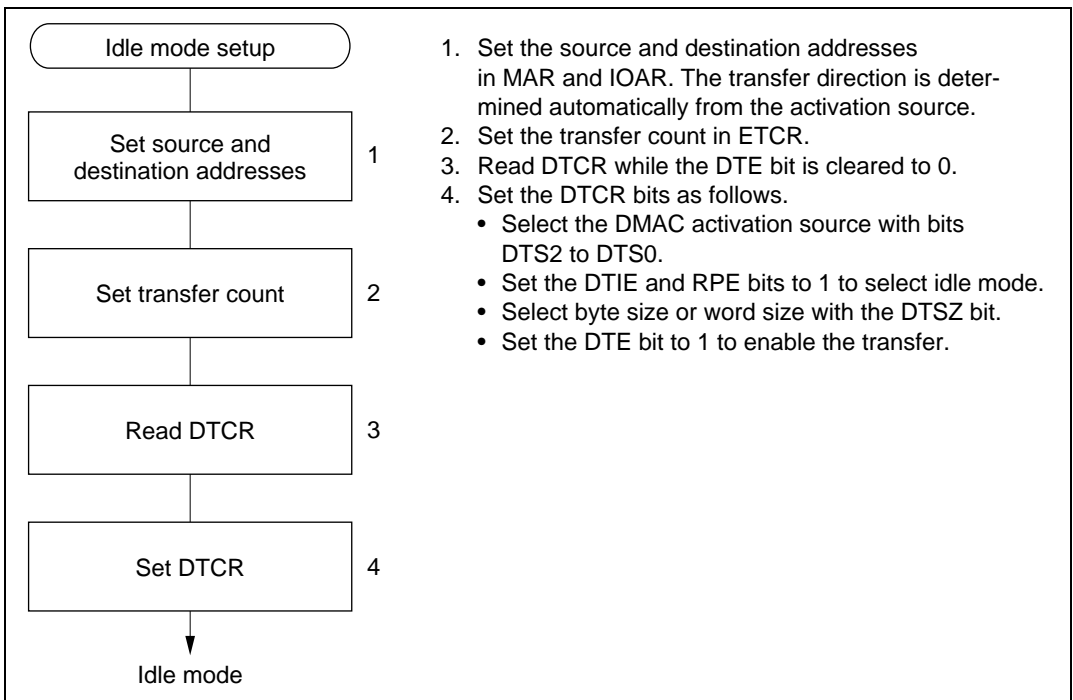 Idle mode setup
Set source and
destination addresses
1
Set transfer count
2
Read DTCR
3
Set DTCR
4
Idle mode
1. Set the source and destination addresses
in MAR and IOAR. The transfer direction is deter-
mined automatically from the activation source.
2. Set the transfer count in ETCR.
3. Read DTCR while the DTE bit is cleared to 0.
4. Set the DTCR bits as follows.
• Select the DMAC activation source with bits
DTS2 to DTS0.
• Set the DTIE and RPE bits to 1 to select idle mode.
• Select byte size or word size with the DTSZ bit.
• Set the DTE bit to 1 to enable the transfer.